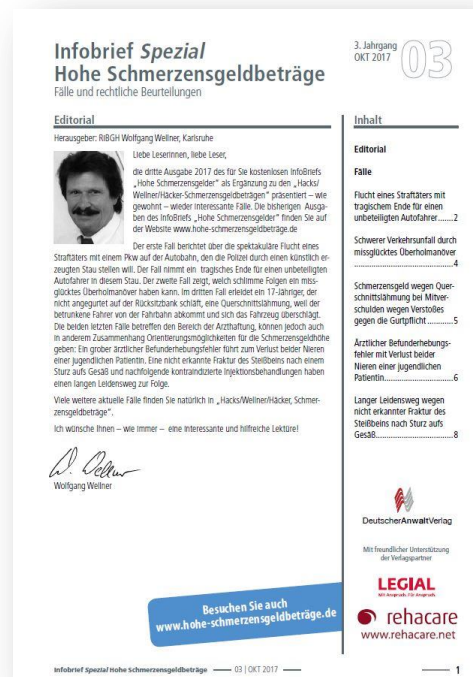 Infobrief Spezial
Hohe Schmerzensgeldbeträge
Fälle und rechtliche Beurteilungen
3. Jahrgang
OKT 2017
03
Editorial
Herausgeber: RiBGH Wolfgang Wellner, Karlsruhe
Liebe Leserinnen, liebe Leser,
die dritte Ausgabe 2017 des für Sie kostenlosen InfoBriefs
„Hohe Schmerzensgelder“ als Ergänzung zu den „Hacks/
Wellner/Häcker-Schmerzensgeldbeträgen“ präsentiert – wie
gewohnt – wieder interessante Fälle. Die bisherigen Ausga-
ben des InfoBriefs „Hohe Schmerzensgelder“ finden Sie auf
der Website www.hohe-schmerzensgeldbeträge.de
Der erste Fall berichtet über die spektakuläre Flucht eines
Straftäters mit einem Pkw auf der Autobahn, den die Polizei durch einen künstlich er-
zeugten Stau stellen will. Der Fall nimmt ein tragisches Ende für einen unbeteiligten
Autofahrer in diesem Stau. Der zweite Fall zeigt, welch schlimme Folgen ein miss-
glücktes Überholmanöver haben kann. Im dritten Fall erleidet ein 17-Jähriger, der
nicht angegurtet auf der Rücksitzbank schläft, eine Querschnittslähmung, weil der
betrunkene Fahrer von der Fahrbahn abkommt und sich das Fahrzeug überschlägt.
Die beiden letzten Fälle betreffen den Bereich der Arzthaftung, können jedoch auch
in anderem Zusammenhang Orientierungsmöglichkeiten für die Schmerzensgeldhöhe
geben: Ein grober ärztlicher Befunderhebungsfehler führt zum Verlust beider Nieren
einer jugendlichen Patientin. Eine nicht erkannte Fraktur des Steißbeins nach einem
Sturz aufs Gesäß und nachfolgende kontraindizierte Injektionsbehandlungen haben
einen langen Leidensweg zur Folge.
Viele weitere aktuelle Fälle finden Sie natürlich in „Hacks/Wellner/Häcker, Schmer-
zensgeldbeträge“.
Ich wünsche Ihnen – wie immer – eine interessante und hilfreiche Lektüre!
W. Wellner
Wolfgang Wellner
Besuchen Sie auch
www.hohe-schmerzensgeldbeträge.de
Inhalt
Editorial
Fälle
Flucht eines Straftäters mit
tragischem Ende für einen
unbeteiligten Autofahrer.......2
Schwerer Verkehrsunfall durch
missglücktes Überholmanöver
..........................................4
Schmerzensgeld wegen Quer-
schnittslähmung bei Mitver-
schulden wegen Verstoßes
gegen die Gurtpflicht...........5
Ärztlicher Befunderhebungs-
fehler mit Verlust beider
Nieren einer jugendlichen
Patientin............................6
Langer Leidensweg wegen
nicht erkannter Fraktur des
Steißbeins nach Sturz aufs
Gesäß................................8
DeutscherAnwaltVerlag
Mit freundlicher Unterstützung
der Verlagspartner
LEGIAL
Mit Anspruch. Für Anspruch.
rehacare
www.rehacare.net
Infobrief Spezial Hohe Schmerzensgeldbeträge 03 | OKT 2017 1